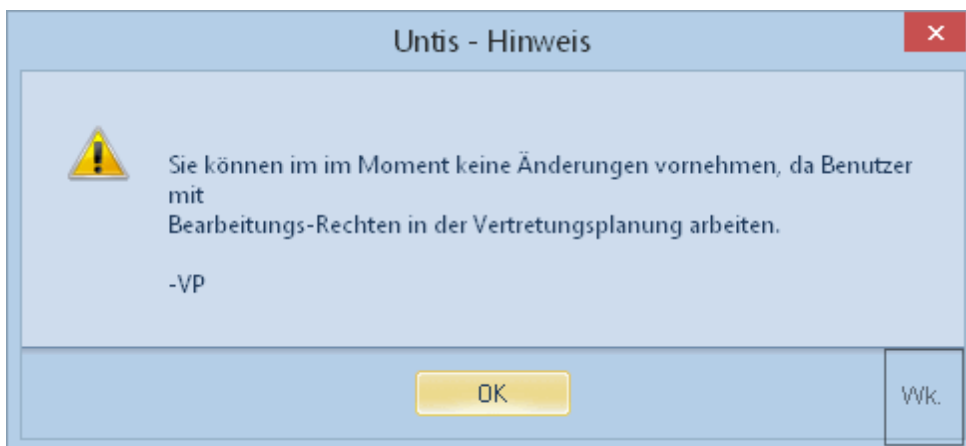 Untis - Hinweis
Sie können im im Moment keine Änderungen vornehmen, da Benutzer
mit
Bearbeitungs-Rechten in der Vertretungsplanung arbeiten.
-VP
OK
Wk.